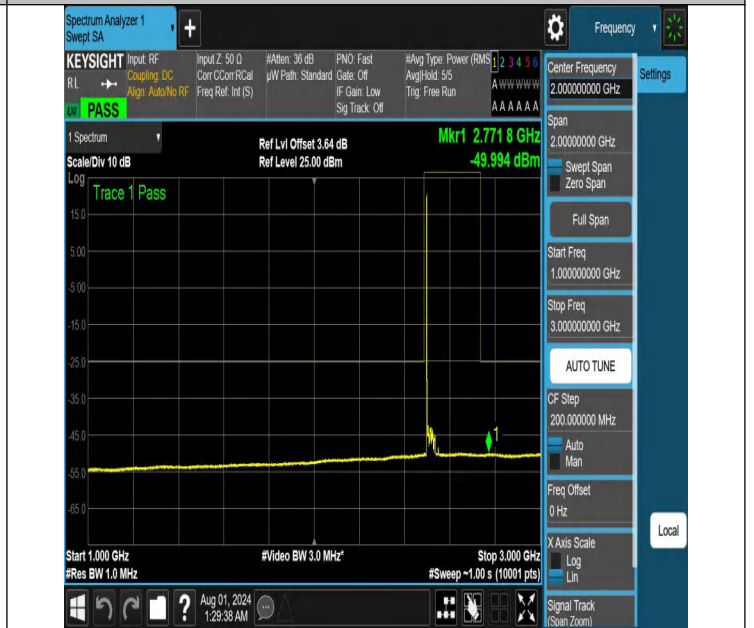 Spectrum Analyzer 1
Swept SA
Frequency
KEYSIGHT
RL
Input: RF
Coupling: DC
Align: Auto/No RF
Input Z: 50 Ω
Corr CCorr RCal
Freq Ref: Int (S)
#Atten: 36 dB
µW Path: Standard
PNO: Fast
Gate: Off
IF Gain: Low
Sig Track: Off
#Avg Type: Power (RMS
Avg|Hold: 5/5
Trig: Free Run
1 2 3 4 5 6
A W W W W W
A A A A A A
LXI
PASS
1 Spectrum
Scale/Div 10 dB
Ref Lvl Offset 3.64 dB
Ref Level 25.00 dBm
Mkr1 2.771 8 GHz
-49.994 dBm
Log
Trace 1 Pass
15.0
5.00
-5.00
-15.0
-25.0
-35.0
-45.0
-55.0
-65.0
1
Start 1.000 GHz
#Res BW 1.0 MHz
#Video BW 3.0 MHz*
Stop 3.000 GHz
#Sweep ~1.00 s (10001 pts)
Aug 01, 2024
1:29:38 AM
Settings
Center Frequency
2.000000000 GHz
Span
2.00000000 GHz
Swept Span
Zero Span
Full Span
Start Freq
1.000000000 GHz
Stop Freq
3.000000000 GHz
AUTO TUNE
CF Step
200.000000 MHz
Auto
Man
Freq Offset
0 Hz
X Axis Scale
Log
Lin
Signal Track
(Span Zoom)
Local